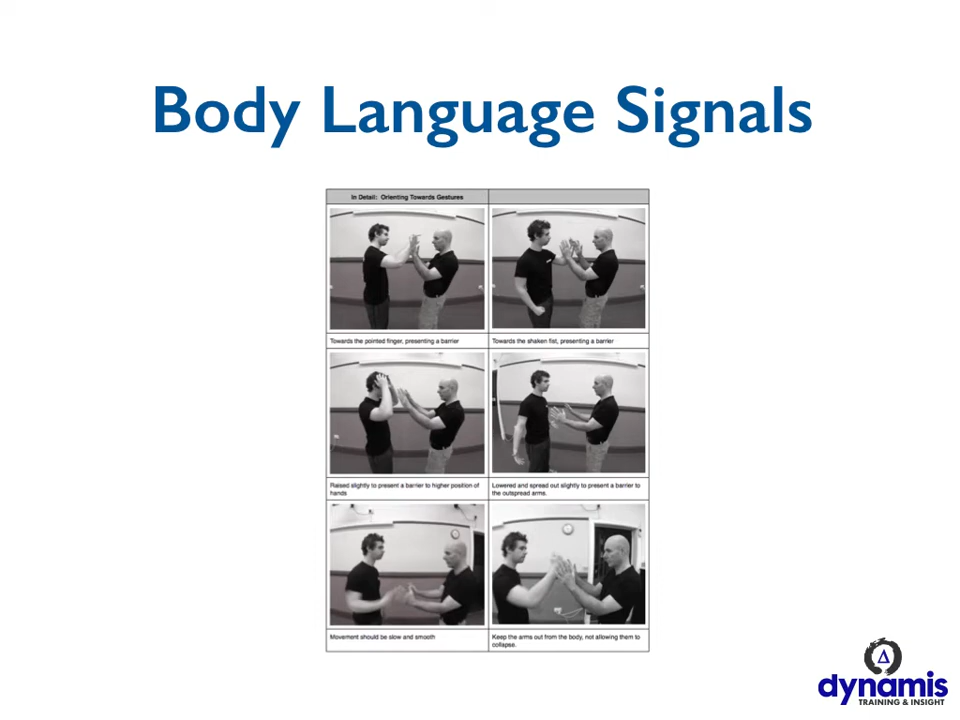 Body Language Signals
In Detail: Orienting Towards Gestures
Towards the pointed finger, presenting a barrier
Towards the shaken fist, presenting a barrier
Raised slightly to present a barrier to higher position of
hands
Lowered and spread out slightly to present a barrier to
the outspread arms.
Movement should be slow and smooth
Keep the arms out from the body, not allowing them to
collapse.
Δ
dynamis
TRAINING & INSIGHT